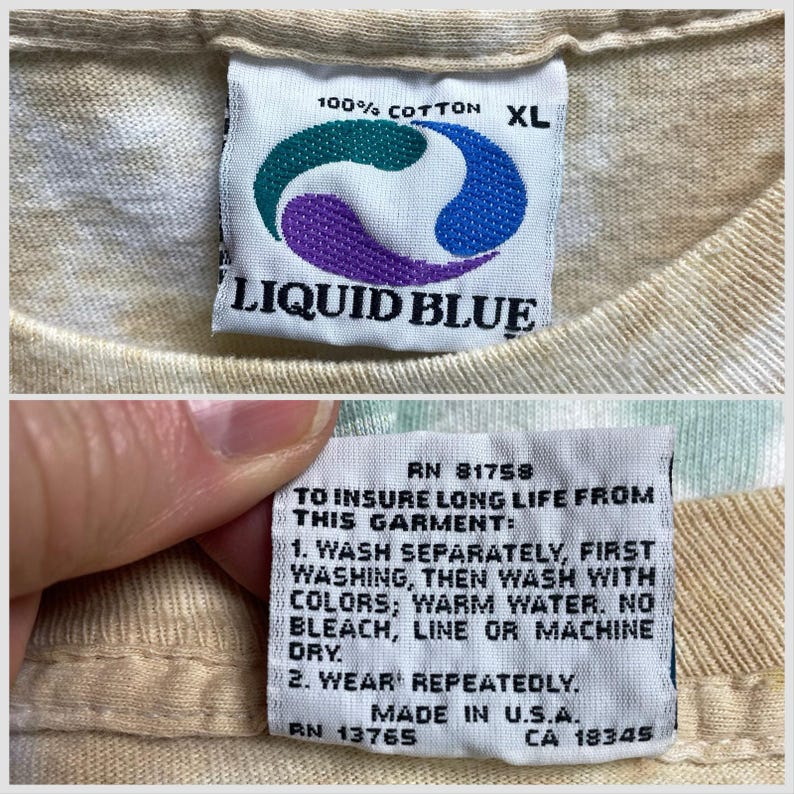 100% COTTON XL
LIQUID BLUE
RN 81758
TO INSURE LONG LIFE FROM
THIS GARMENT:
1. WASH SEPARATELY, FIRST
WASHING, THEN WASH WITH
COLORS; WARM WATER. NO
BLEACH, LINE OR MACHINE
DRY.
2. WEAR REPEATEDLY.
MADE IN U.S.A.
RN 13765 CA 18345